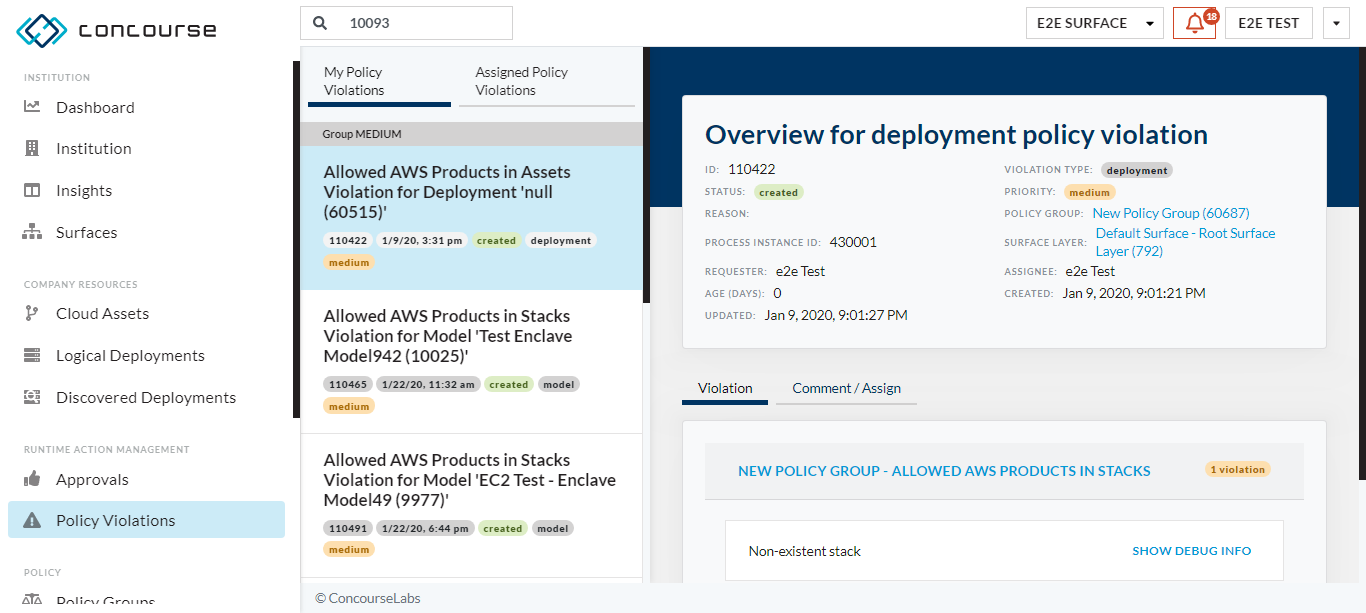 concourse
10093
E2E SURFACE
18
E2E TEST
INSTITUTION
Dashboard
Institution
Insights
Surfaces
COMPANY RESOURCES
Cloud Assets
Logical Deployments
Discovered Deployments
RUNTIME ACTION MANAGEMENT
Approvals
Policy Violations
POLICY
Policy Groups
My Policy
Violations
Assigned Policy
Violations
Group MEDIUM
Allowed AWS Products in Assets
Violation for Deployment 'null
(60515)'
110422 1/9/20, 3:31 pm created deployment
medium
Allowed AWS Products in Stacks
Violation for Model 'Test Enclave
Model942 (10025)'
110465 1/22/20, 11:32 am created model
medium
Allowed AWS Products in Stacks
Violation for Model 'EC2 Test - Enclave
Model49 (9977)'
110491 1/22/20, 6:44 pm created model
medium
Overview for deployment policy violation
ID: 110422
STATUS: created
REASON:
PROCESS INSTANCE ID: 430001
REQUESTER: e2e Test
AGE (DAYS): 0
UPDATED: Jan 9, 2020, 9:01:27 PM
VIOLATION TYPE: deployment
PRIORITY: medium
POLICY GROUP: New Policy Group (60687)
SURFACE LAYER: Default Surface - Root Surface
Layer (792)
ASSIGNEE: e2e Test
CREATED: Jan 9, 2020, 9:01:21 PM
Violation
Comment / Assign
NEW POLICY GROUP - ALLOWED AWS PRODUCTS IN STACKS
1 violation
Non-existent stack
SHOW DEBUG INFO
© ConcourseLabs